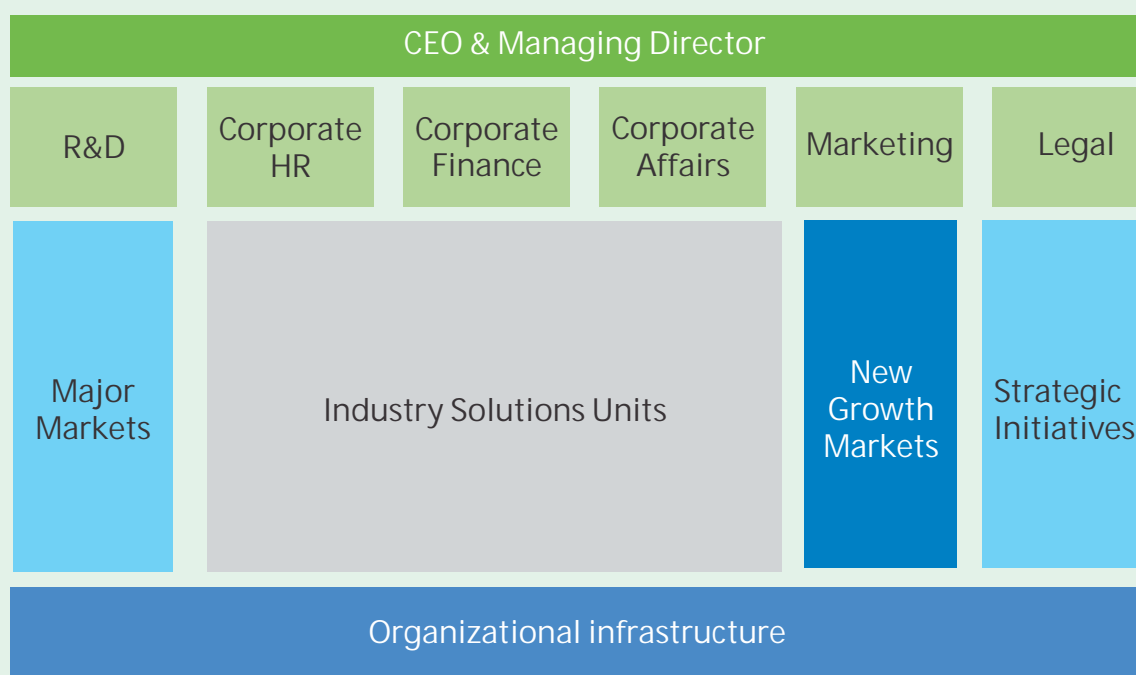 CEO & Managing Director
R&D
Corporate
HR
Corporate
Finance
Corporate
Affairs
Marketing
Legal
Major
Markets
Industry Solutions Units
New
Growth
Markets
Strategic
Initiatives
Organizational infrastructure